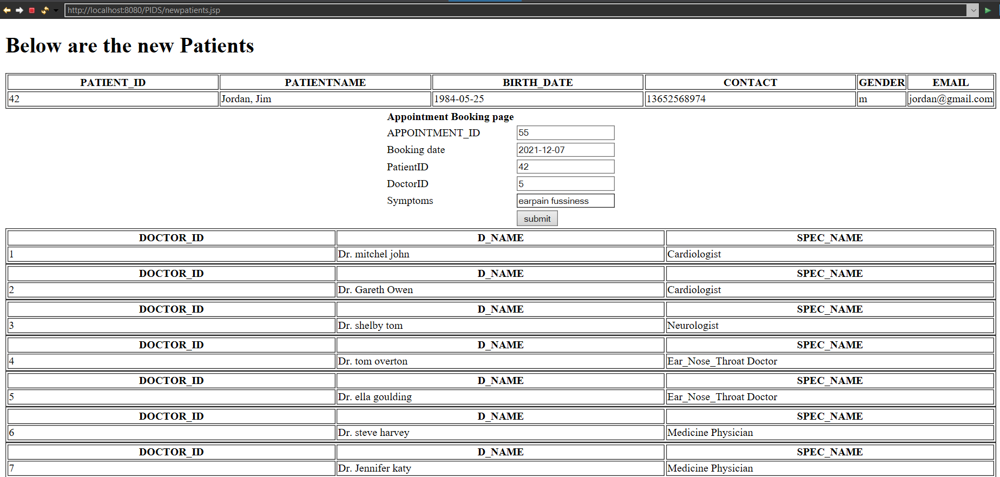 http://localhost:8080/PIDS/newpatients.jsp
Below are the new Patients
PATIENT_ID PATIENTNAME BIRTH_DATE CONTACT GENDER EMAIL
42 Jordan, Jim 1984-05-25 13652568974 m jordan@gmail.com
Appointment Booking page
APPOINTMENT_ID 55
Booking date 2021-12-07
PatientID 42
DoctorID 5
Symptoms earpain fussiness
submit
DOCTOR_ID D_NAME SPEC_NAME
1 Dr. mitchel john Cardiologist
DOCTOR_ID D_NAME SPEC_NAME
2 Dr. Gareth Owen Cardiologist
DOCTOR_ID D_NAME SPEC_NAME
3 Dr. shelby tom Neurologist
DOCTOR_ID D_NAME SPEC_NAME
4 Dr. tom overton Ear_Nose_Throat Doctor
DOCTOR_ID D_NAME SPEC_NAME
5 Dr. ella goulding Ear_Nose_Throat Doctor
DOCTOR_ID D_NAME SPEC_NAME
6 Dr. steve harvey Medicine Physician
DOCTOR_ID D_NAME SPEC_NAME
7 Dr. Jennifer katy Medicine Physician